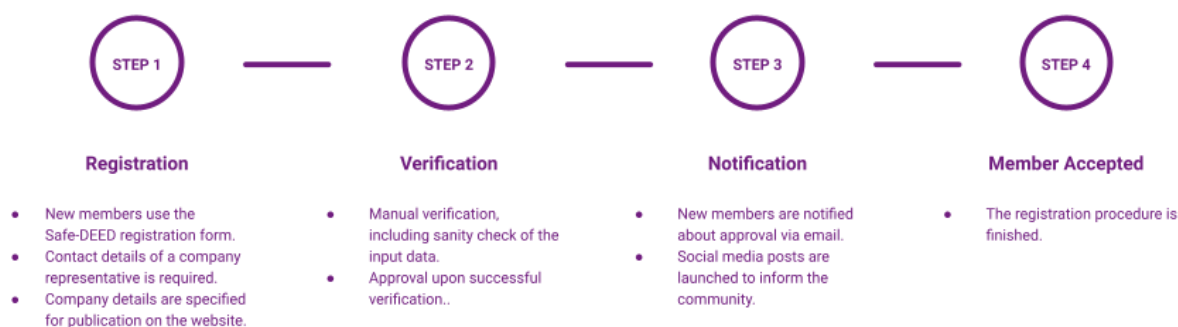 STEP 1
STEP 2
STEP 3
STEP 4
Registration
● New members use the
Safe-DEED registration form.
● Contact details of a company
representative is required.
● Company details are specified
for publication on the website.
Verification
● Manual verification,
including sanity check of the
input data.
● Approval upon successful
verification..
Notification
● New members are notified
about approval via email.
● Social media posts are
launched to inform the
community.
Member Accepted
● The registration procedure is
finished.